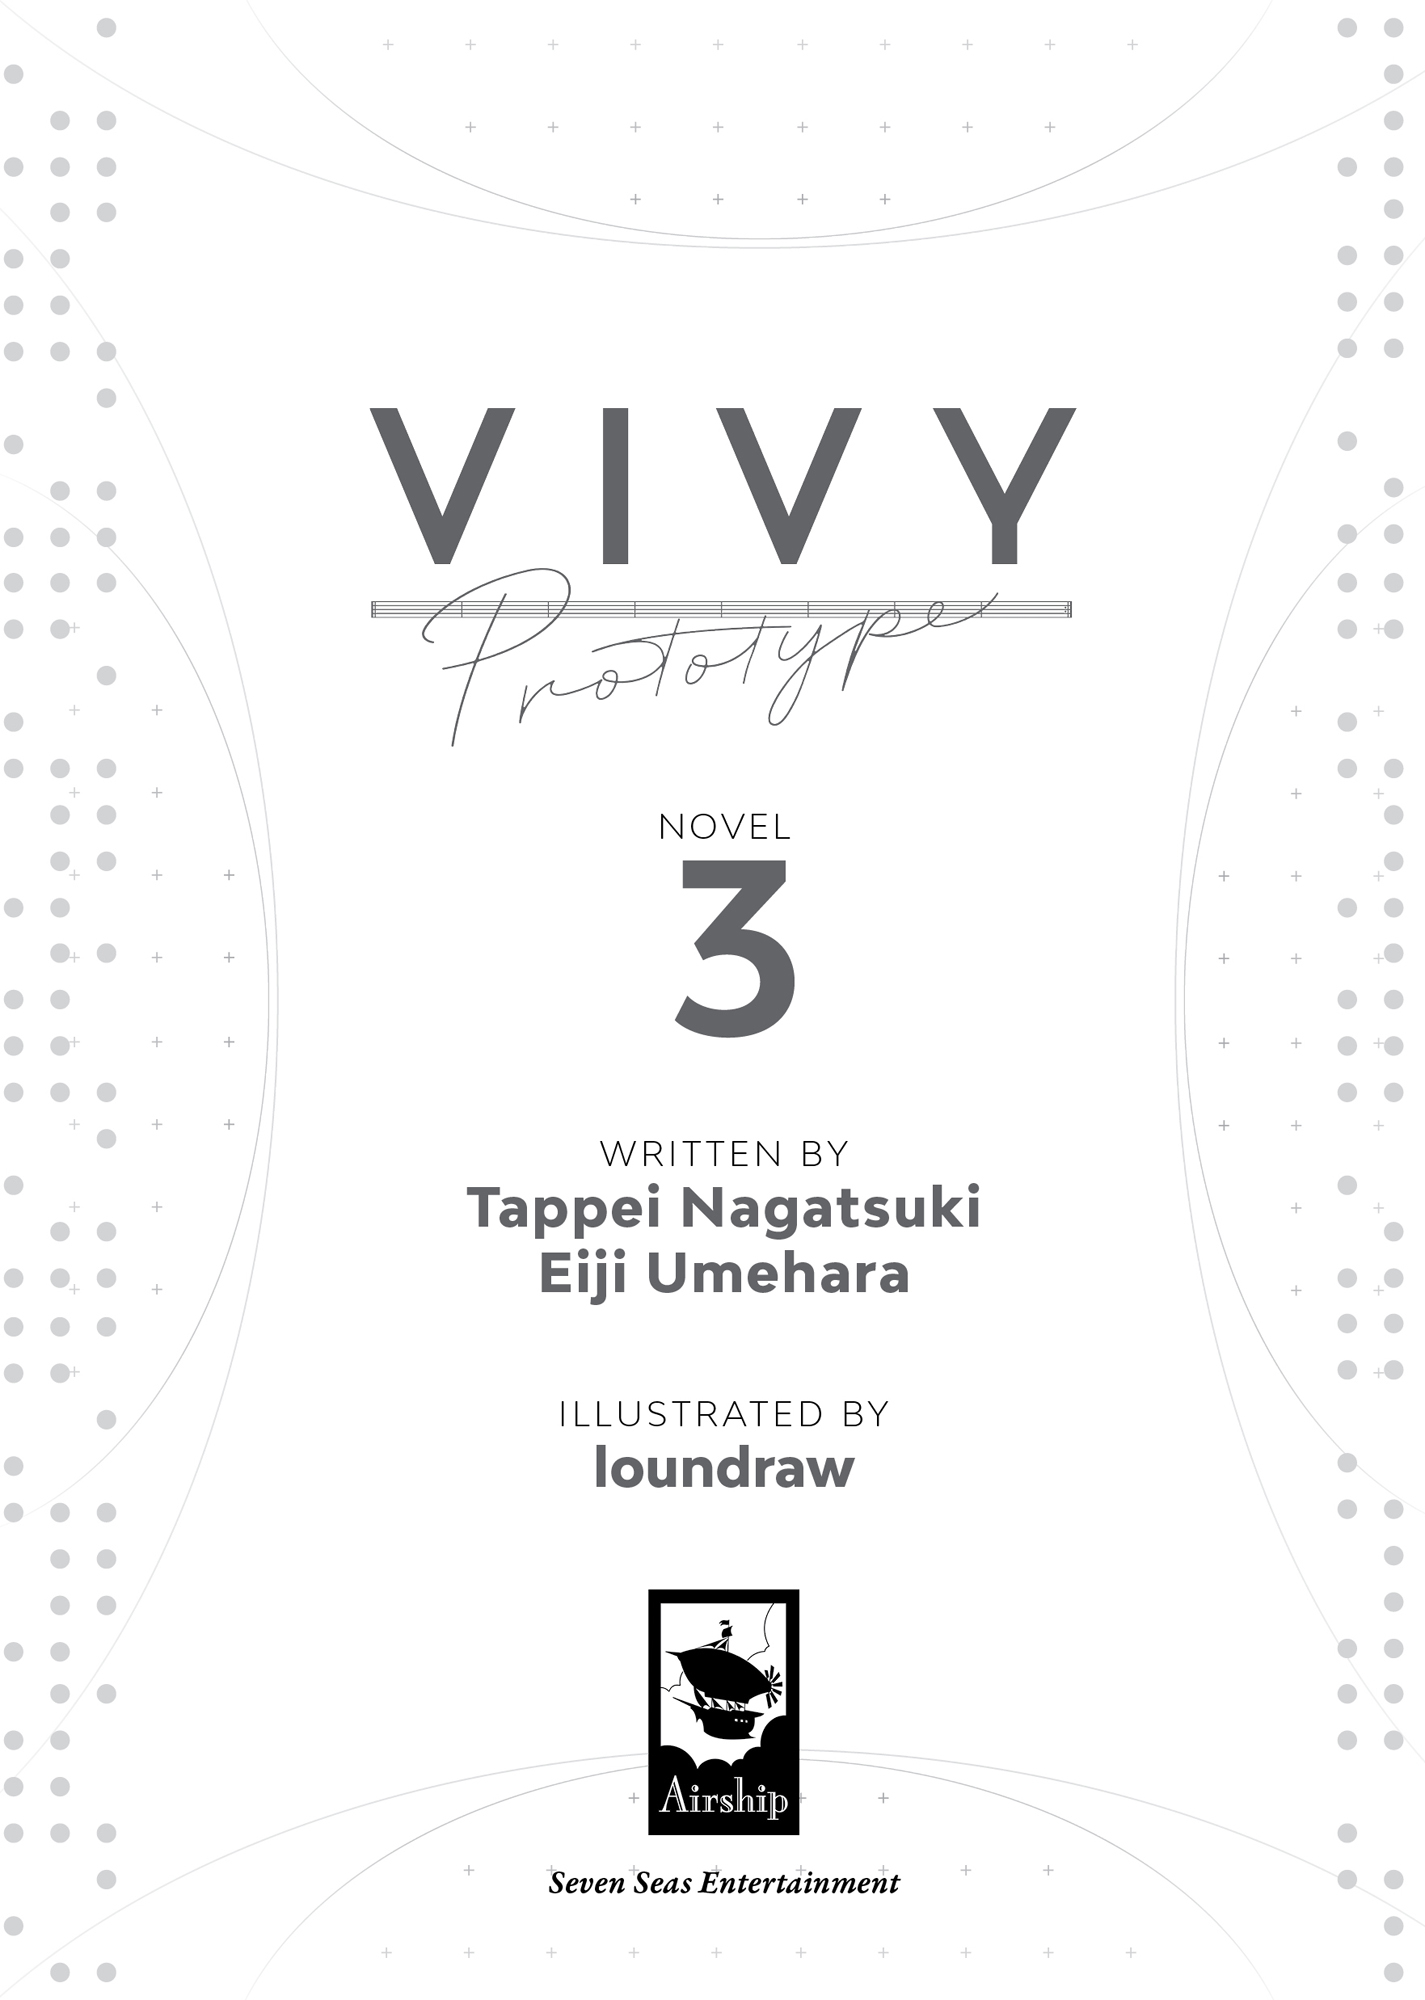 VIVY
Prototype
NOVEL
3
WRITTEN BY
Tappei Nagatsuki
Eiji Umehara
ILLUSTRATED BY
loundraw
Airship
Seven Seas Entertainment